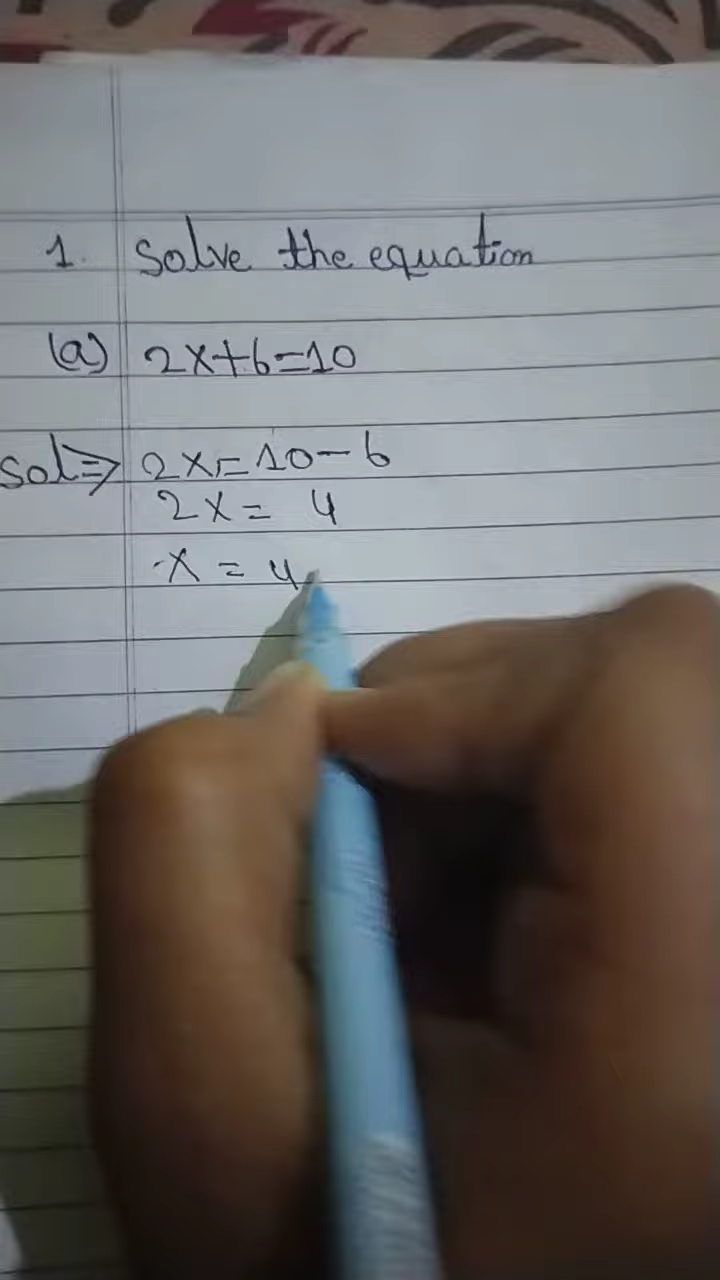 1. Solve the equation
(a) 2x+6=10
Sol⇒ 2x=10-6
2x = 4
x = 4